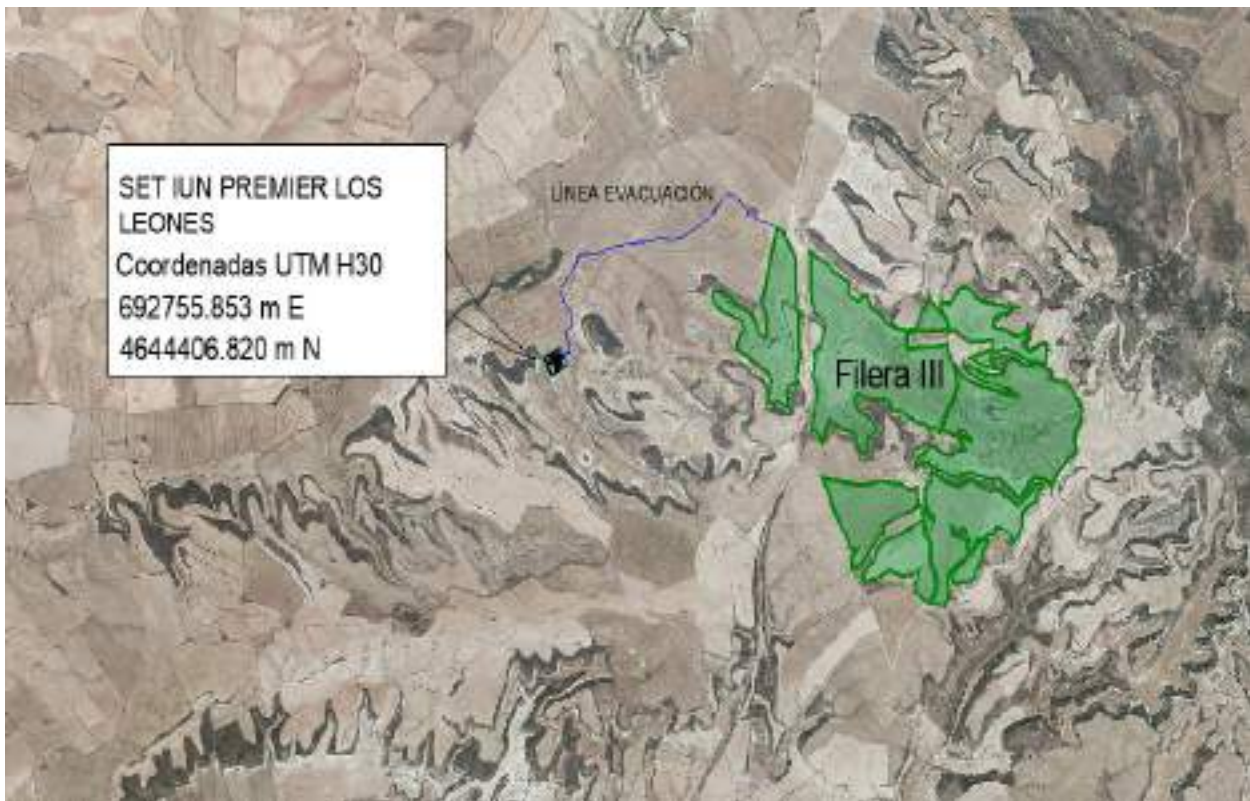 SET IUN PREMIER LOS
LEONES
Coordenadas UTM H30
692755.853 m E
4644406.820 m N
LÍNEA EVACUACIÓN
Filera III